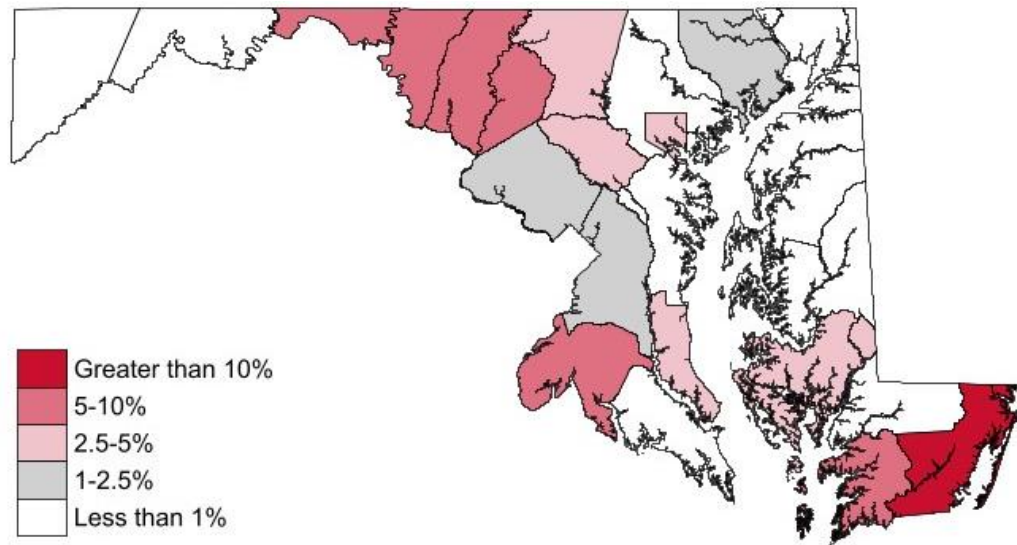 Greater than 10%
5-10%
2.5-5%
1-2.5%
Less than 1%